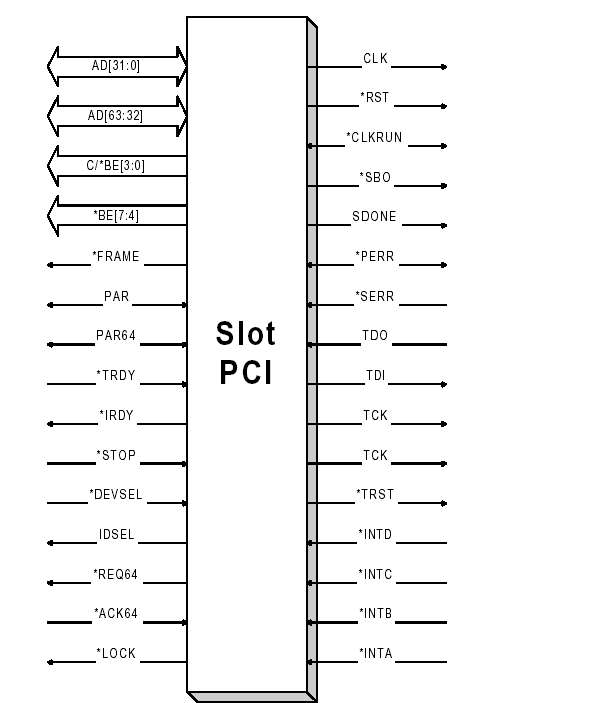 AD[31:0]
AD[63:32]
C/*BE[3:0]
*BE[7:4]
*FRAME
PAR
PAR64
*TRDY
*IRDY
*STOP
*DEVSEL
IDSEL
*REQ64
*ACK64
*LOCK
Slot
PCI
CLK
*RST
*CLKRUN
*SBO
SDONE
*PERR
*SERR
TDO
TDI
TCK
TCK
*TRST
*INTD
*INTC
*INTB
*INTA